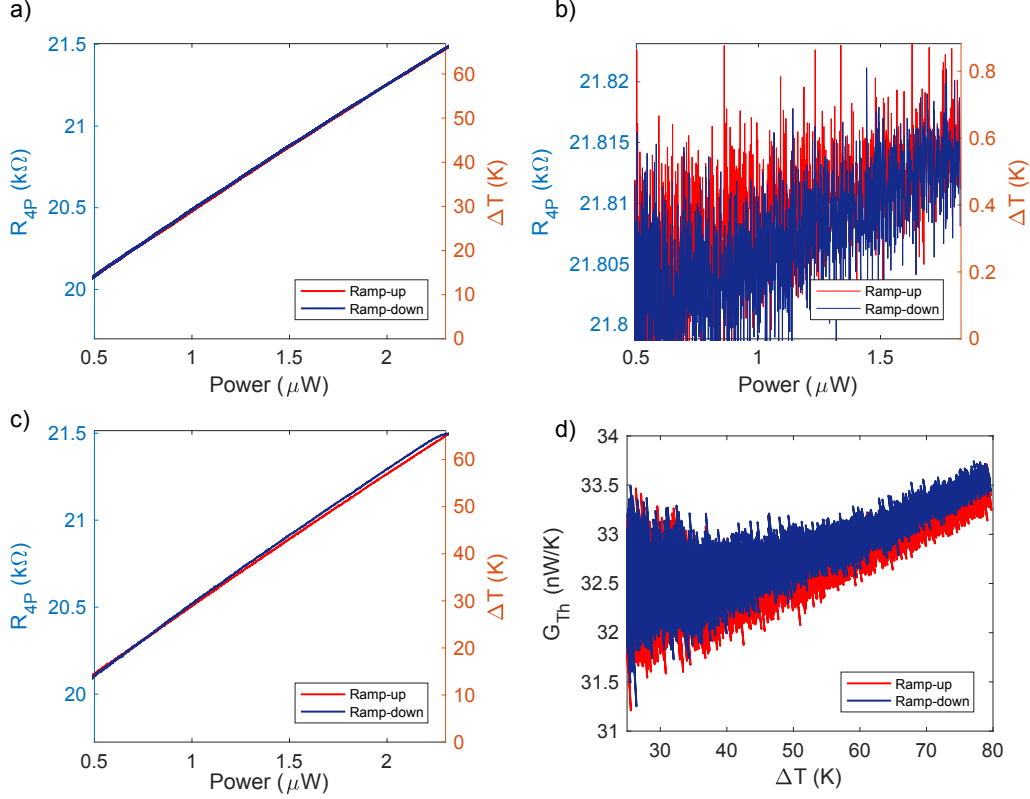 a)
21.5
21
20.5
20
R4P (kΩ)
60
50
40
30
20
10
0
ΔT (K)
Ramp-up
Ramp-down
0.5
1
1.5
2
Power (μW)
b)
21.82
21.815
21.81
21.805
21.8
R4P (kΩ)
0.8
0.6
0.4
0.2
0
ΔT (K)
Ramp-up
Ramp-down
0.5
1
1.5
Power (μW)
c)
21.5
21
20.5
20
R4P (kΩ)
60
50
40
30
20
10
0
ΔT (K)
Ramp-up
Ramp-down
0.5
1
1.5
2
Power (μW)
d)
34
33.5
33
32.5
32
31.5
31
GTh (nW/K)
Ramp-up
Ramp-down
30
40
50
60
70
80
ΔT (K)